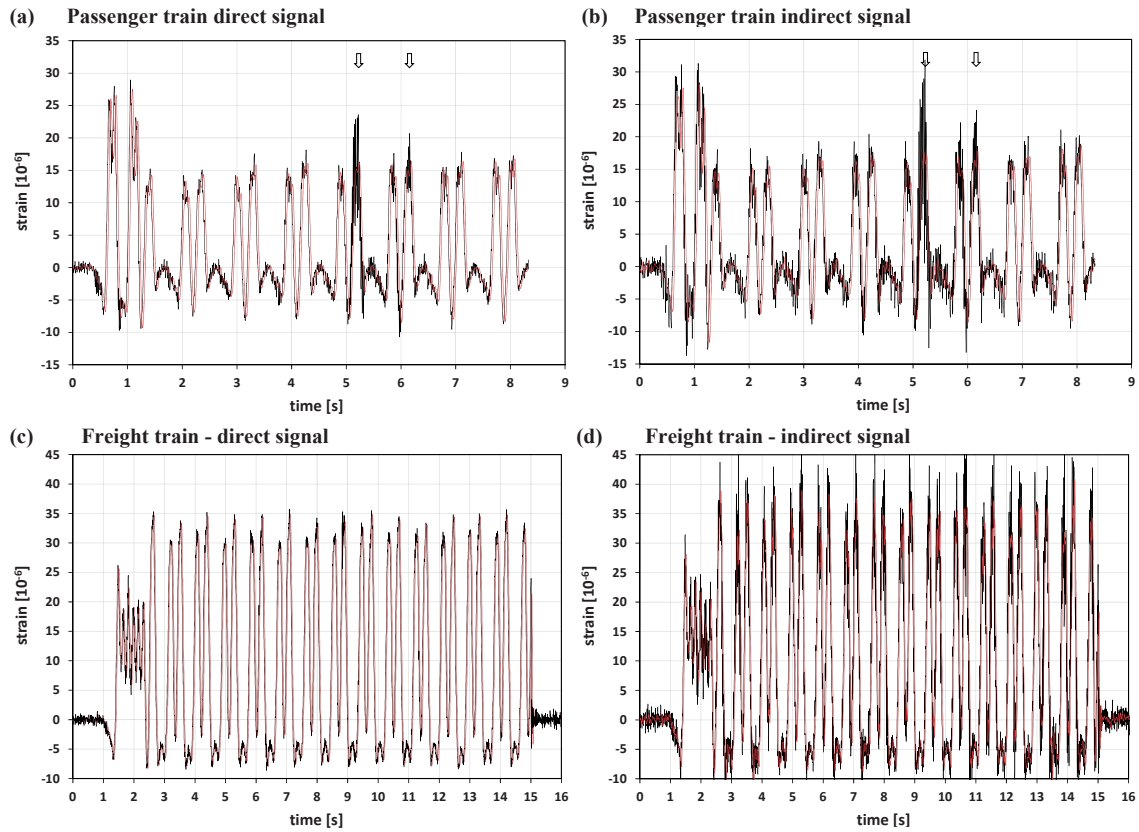 (a) Passenger train direct signal
(b) Passenger train indirect signal
35
30
25
20
15
10
5
0
-5
-10
-15
strain [10⁻⁶]
0 1 2 3 4 5 6 7 8 9
time [s]
35
30
25
20
15
10
5
0
-5
-10
-15
strain [10⁻⁶]
0 1 2 3 4 5 6 7 8 9
time [s]
(c) Freight train - direct signal
(d) Freight train - indirect signal
45
40
35
30
25
20
15
10
5
0
-5
-10
strain [10⁻⁶]
0 1 2 3 4 5 6 7 8 9 10 11 12 13 14 15 16
time [s]
45
40
35
30
25
20
15
10
5
0
-5
-10
strain [10⁻⁶]
0 1 2 3 4 5 6 7 8 9 10 11 12 13 14 15 16
time [s]